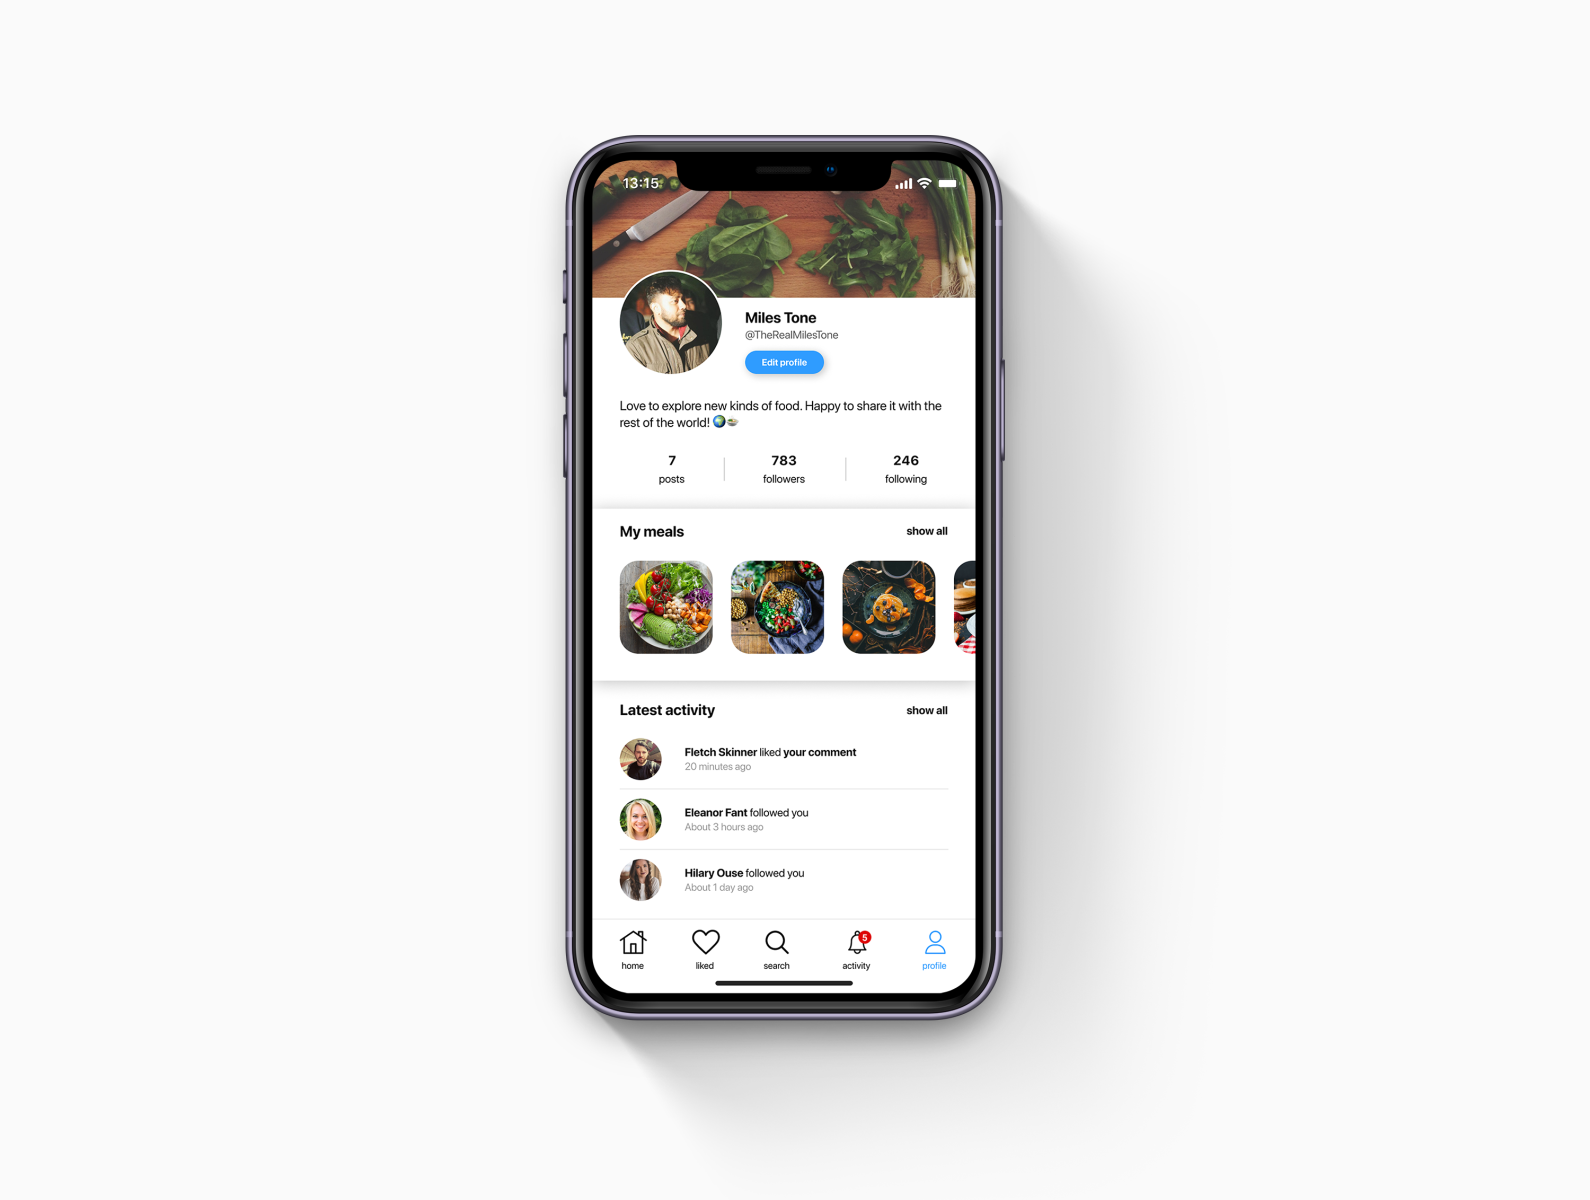 13:15
Miles Tone
@TheRealMilesTone
Edit profile
Love to explore new kinds of food. Happy to share it with the
rest of the world! 🌍🍲
7
posts
783
followers
246
following
My meals
show all
Latest activity
show all
Fletch Skinner liked your comment
20 minutes ago
Eleanor Fant followed you
About 3 hours ago
Hilary Ouse followed you
About 1 day ago
home
liked
search
5
activity
profile